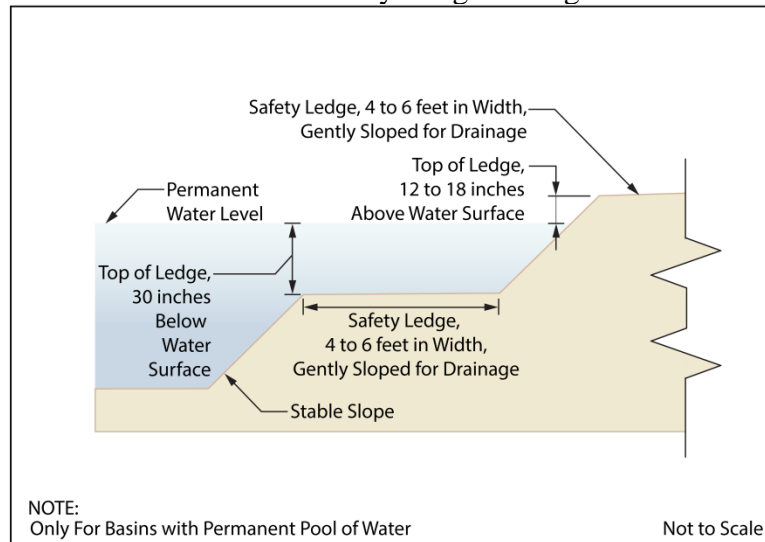 Safety Ledge, 4 to 6 feet in Width,
Gently Sloped for Drainage
Top of Ledge,
12 to 18 inches
Above Water Surface
Permanent
Water Level
Top of Ledge,
30 inches
Below
Water
Surface
Safety Ledge,
4 to 6 feet in Width,
Gently Sloped for Drainage
Stable Slope
NOTE:
Only For Basins with Permanent Pool of Water
Not to Scale